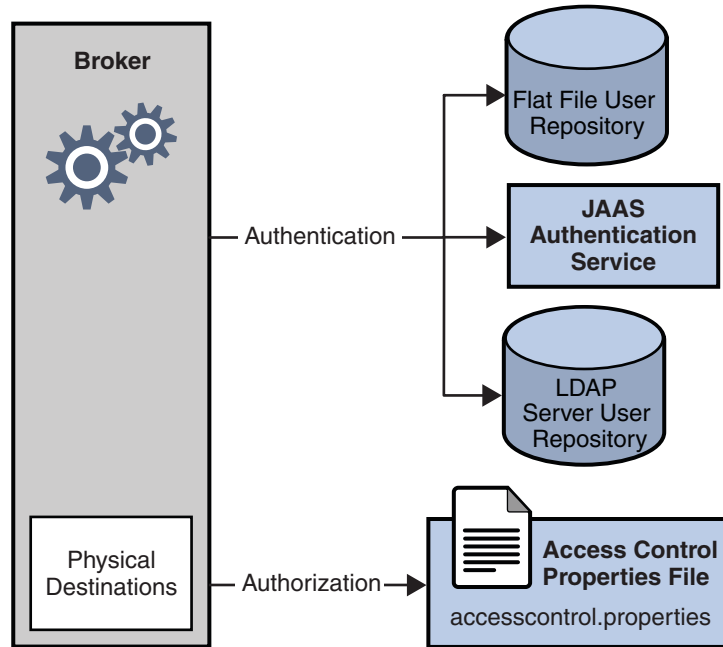 Broker
Flat File User
Repository
JAAS
Authentication
Service
Authentication
LDAP
Server User
Repository
Physical
Destinations
Authorization
Access Control
Properties File
accesscontrol.properties